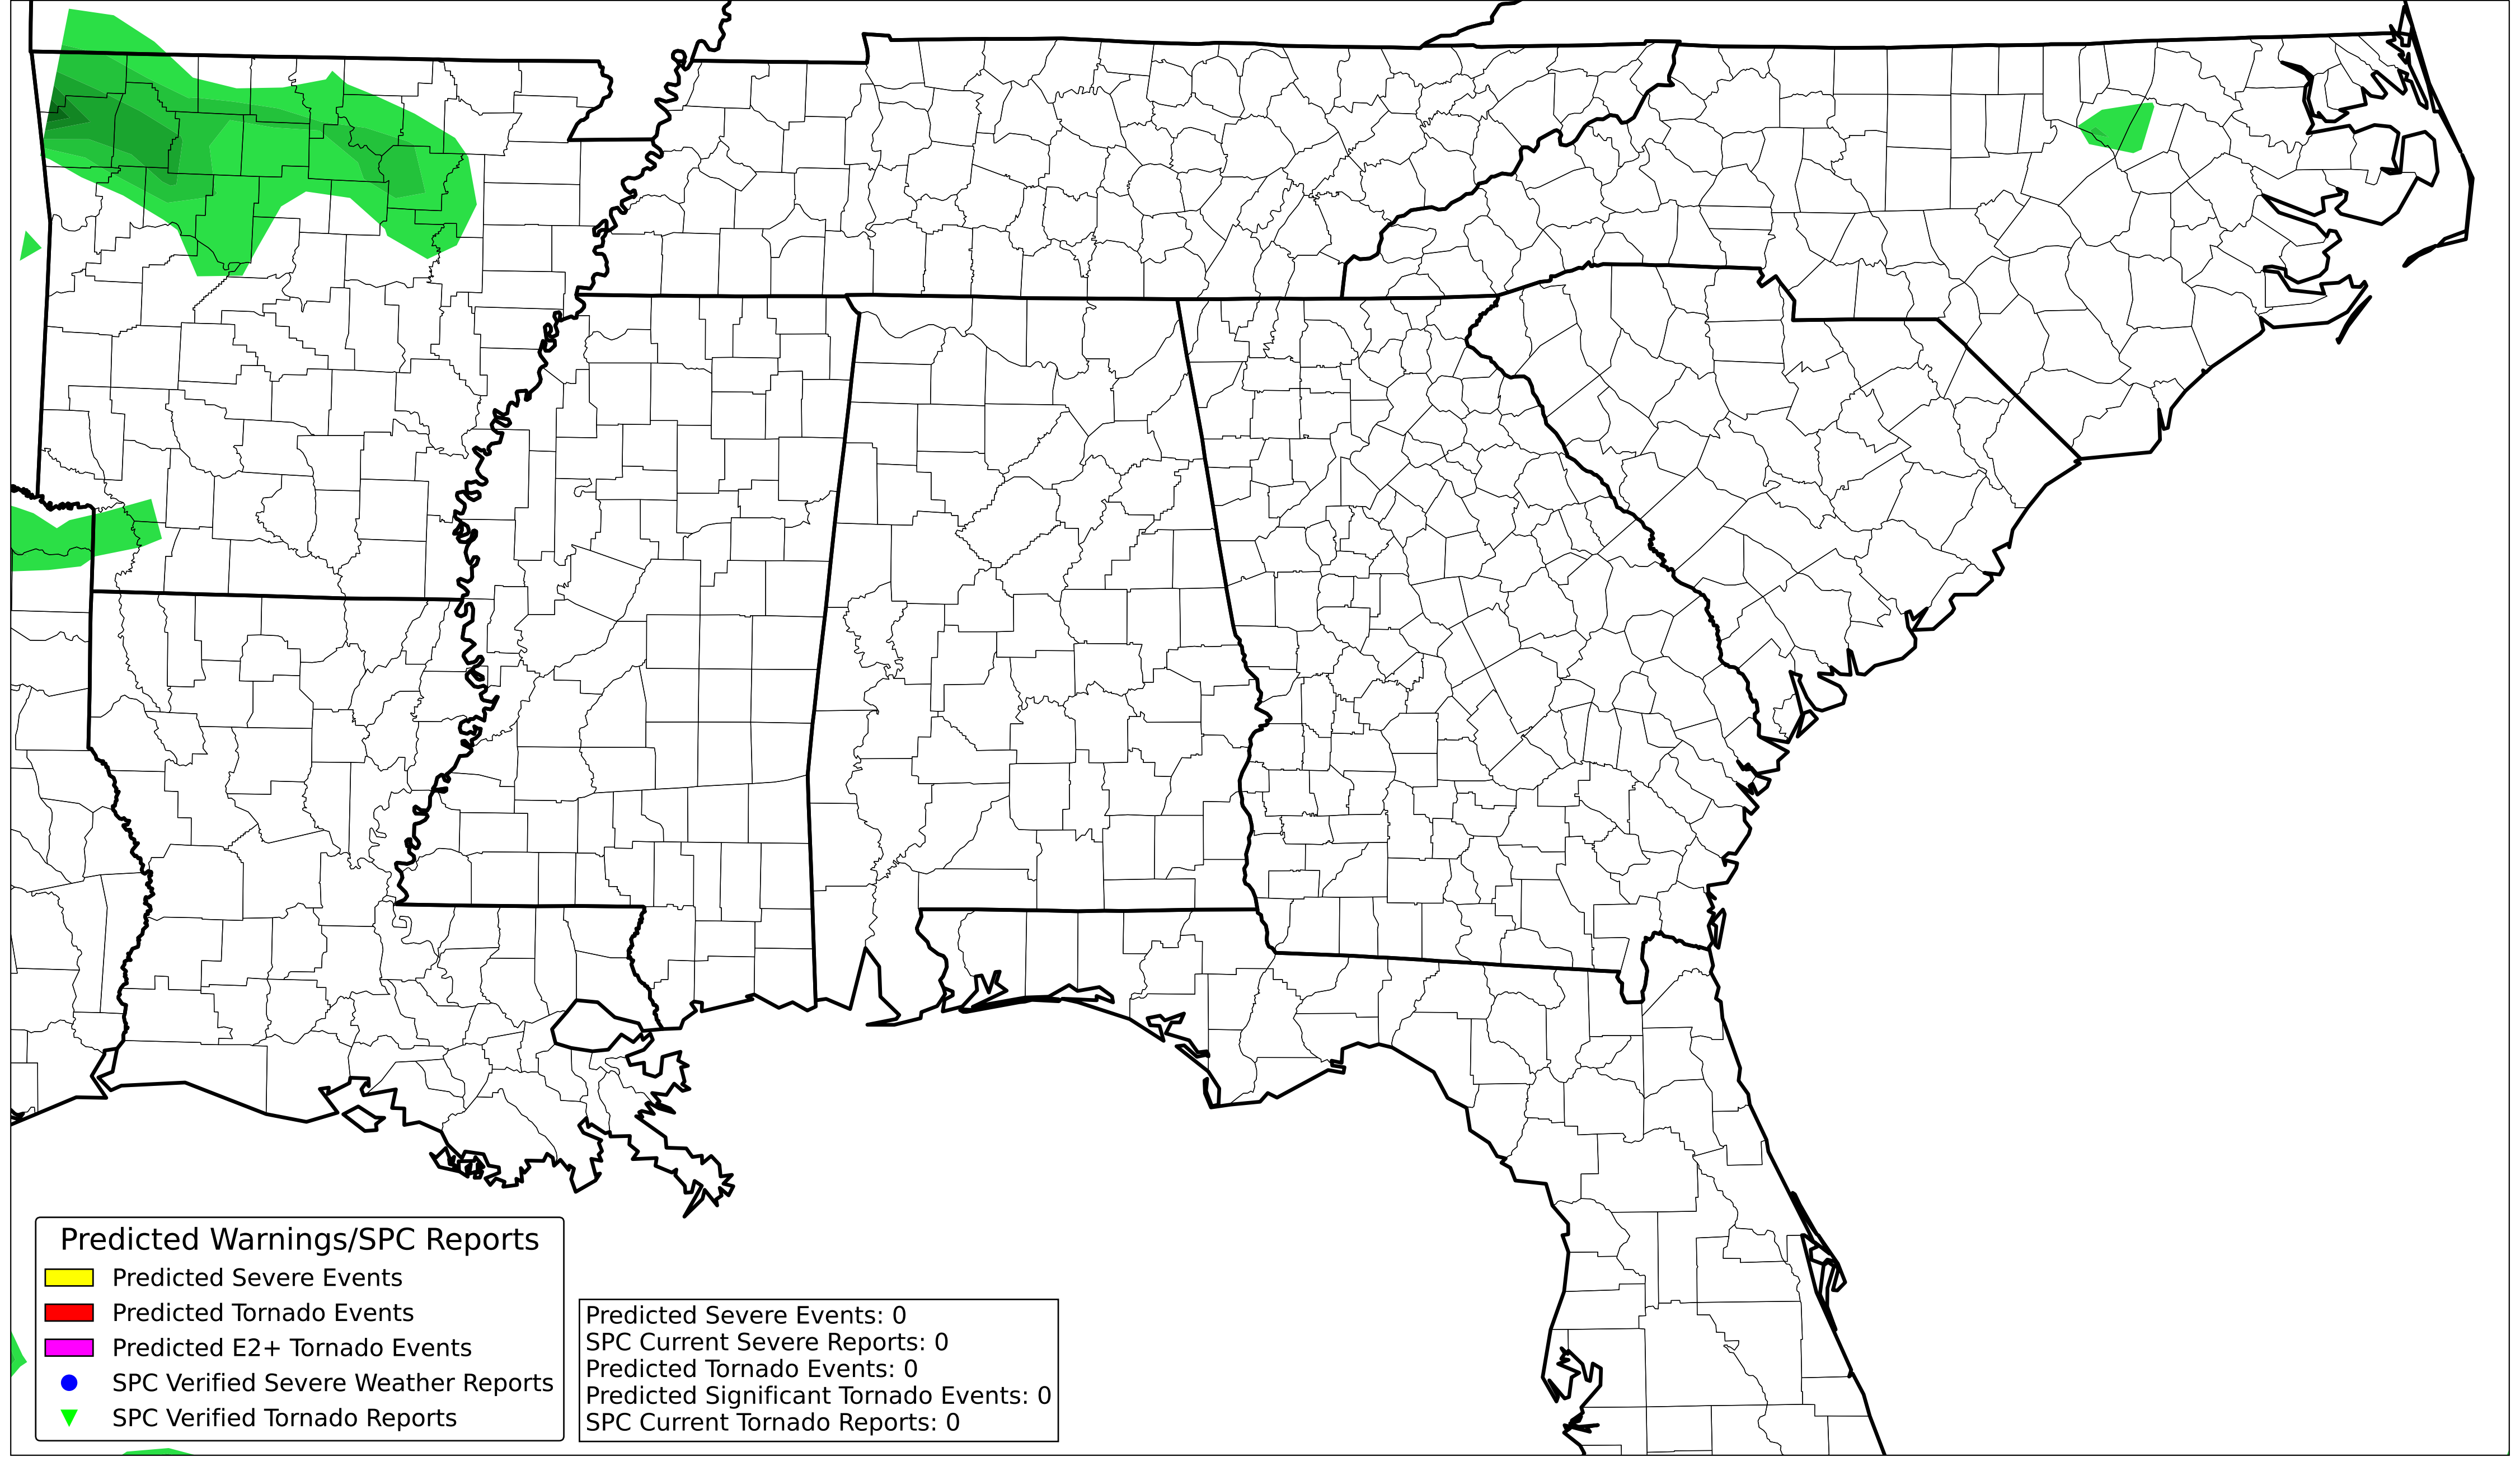 Predicted Warnings/SPC Reports
Predicted Severe Events
Predicted Tornado Events
Predicted E2+ Tornado Events
SPC Verified Severe Weather Reports
SPC Verified Tornado Reports
Predicted Severe Events: 0
SPC Current Severe Reports: 0
Predicted Tornado Events: 0
Predicted Significant Tornado Events: 0
SPC Current Tornado Reports: 0